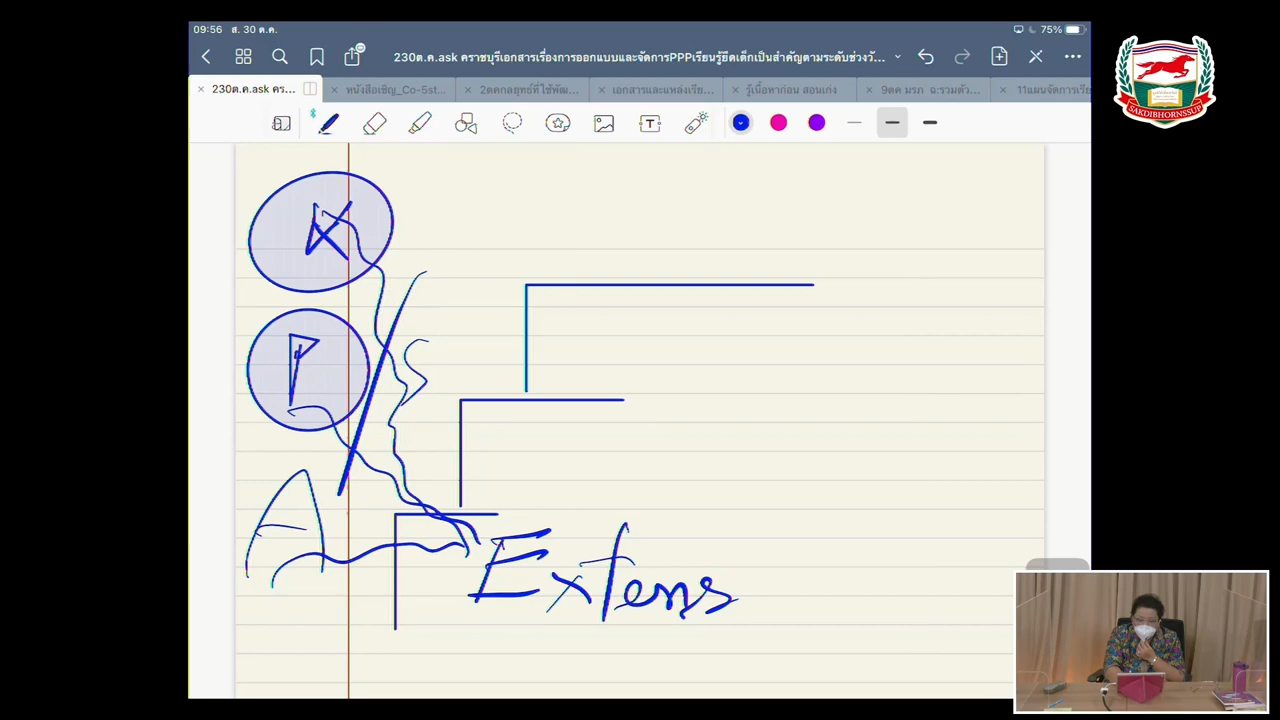 09:56 ส. 30 ต.ค.
75%
230ต.ค.ask คราชบุรีเอกสารเรื่องการออกแบบและจัดการPPPเรียนรู้ยึดเด็กเป็นสำคัญตามระดับช่วงวั...
230ต.ค.ask คร...
หนังสือเชิญ_Co-5st...
2ตคกลยุทธ์ที่ใช้พัฒ...
เอกสารและแหล่งเรีย...
รู้เนื้อหาก่อน สอนเก่ง
9ตค มรภ ฉ:รวมตัว...
11แผนจัดการเรีย
T
K
P
S
A
Extens
SAKDIBHORNSSUP